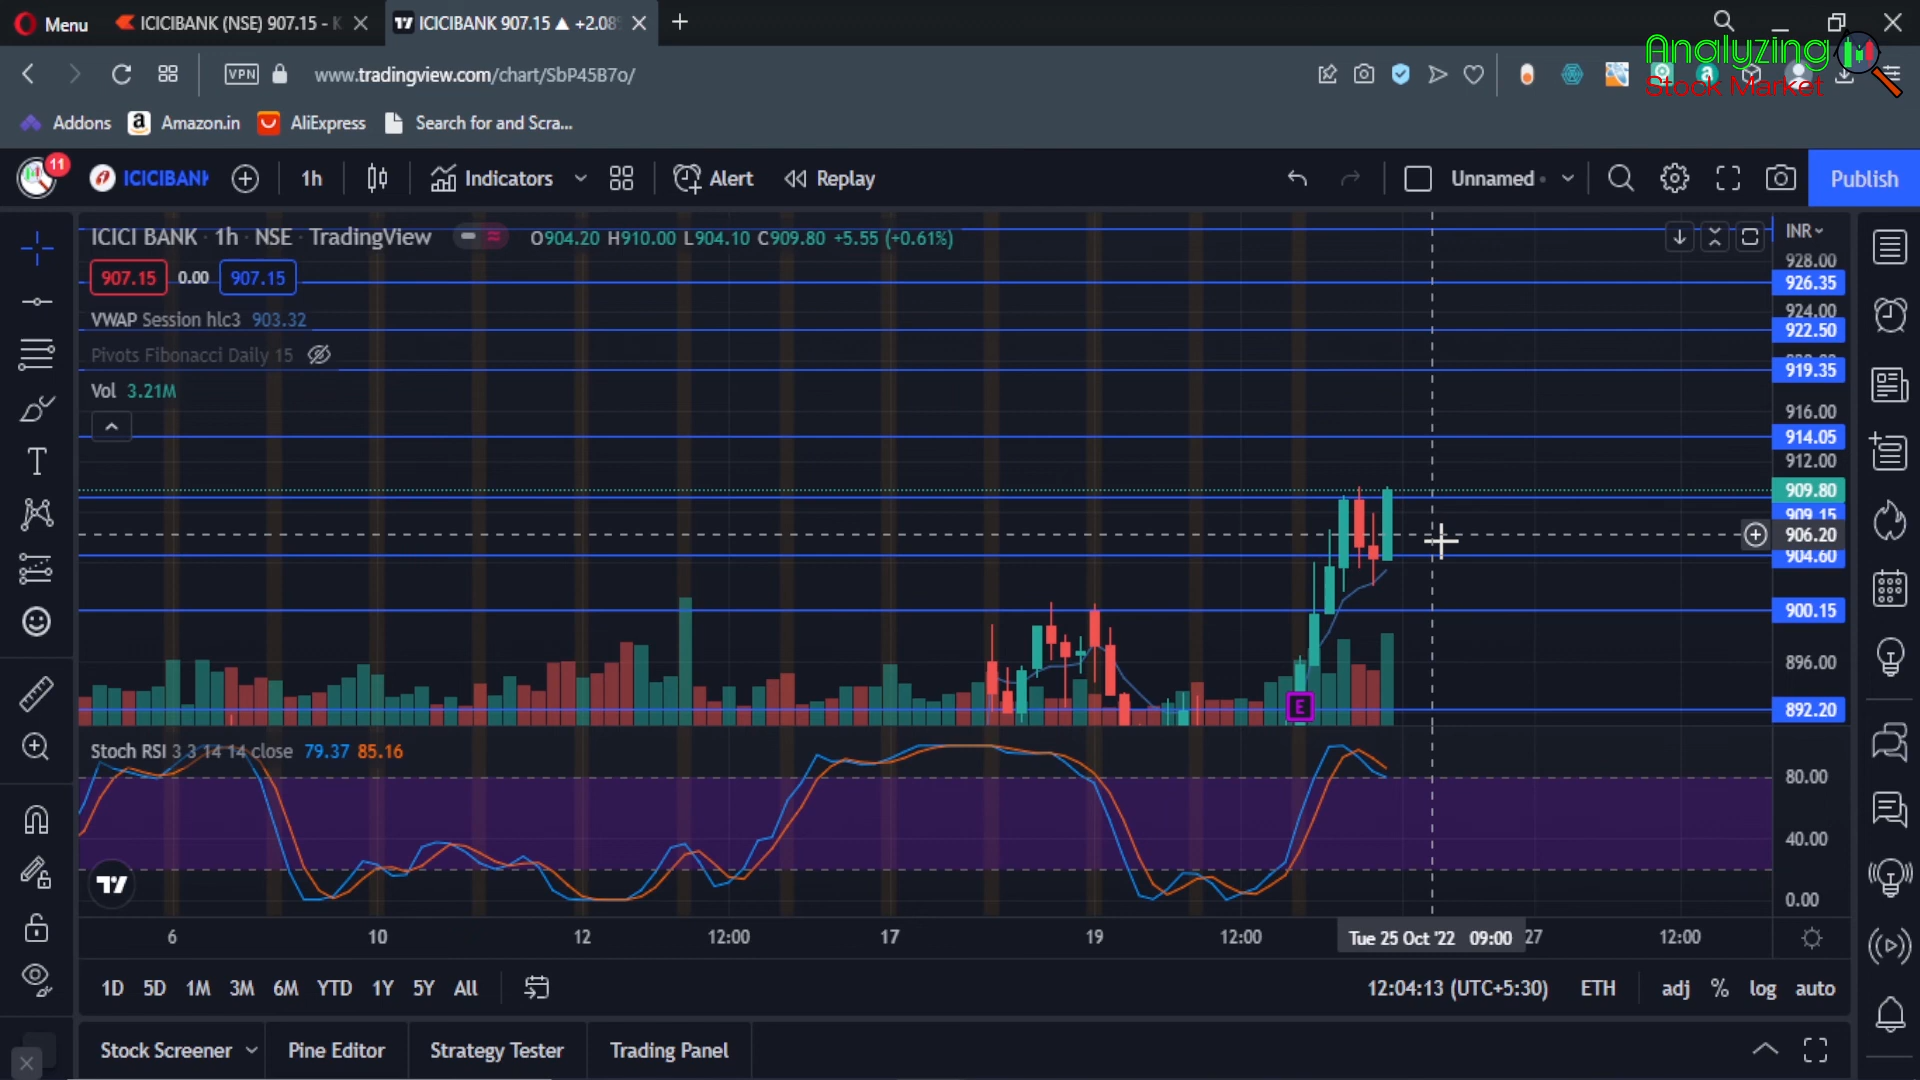 Menu
ICICIBANK (NSE) 907.15 - K
ICICIBANK 907.15 ▲ +2.08%
Analyzing
Stock Market
VPN
www.tradingview.com/chart/SbP45B7o/
Addons
Amazon.in
AliExpress
Search for and Scra...
11
ICICIBANK
1h
Indicators
Alert
Replay
Unnamed
Publish
ICICI BANK · 1h · NSE · TradingView
O904.20 H910.00 L904.10 C909.80 +5.55 (+0.61%)
INR
907.15
0.00
907.15
VWAP Session hlc3 903.32
Pivots Fibonacci Daily 15
Vol 3.21M
928.00
926.35
924.00
922.50
919.35
916.00
914.05
912.00
909.80
909.15
906.20
904.60
900.15
896.00
892.20
E
Stoch RSI 3 3 14 14 close 79.37 85.16
80.00
40.00
0.00
6
10
12
12:00
17
19
12:00
Tue 25 Oct '22 09:00
27
12:00
1D 5D 1M 3M 6M YTD 1Y 5Y All
12:04:13 (UTC+5:30)
ETH
adj
%
log
auto
Stock Screener
Pine Editor
Strategy Tester
Trading Panel